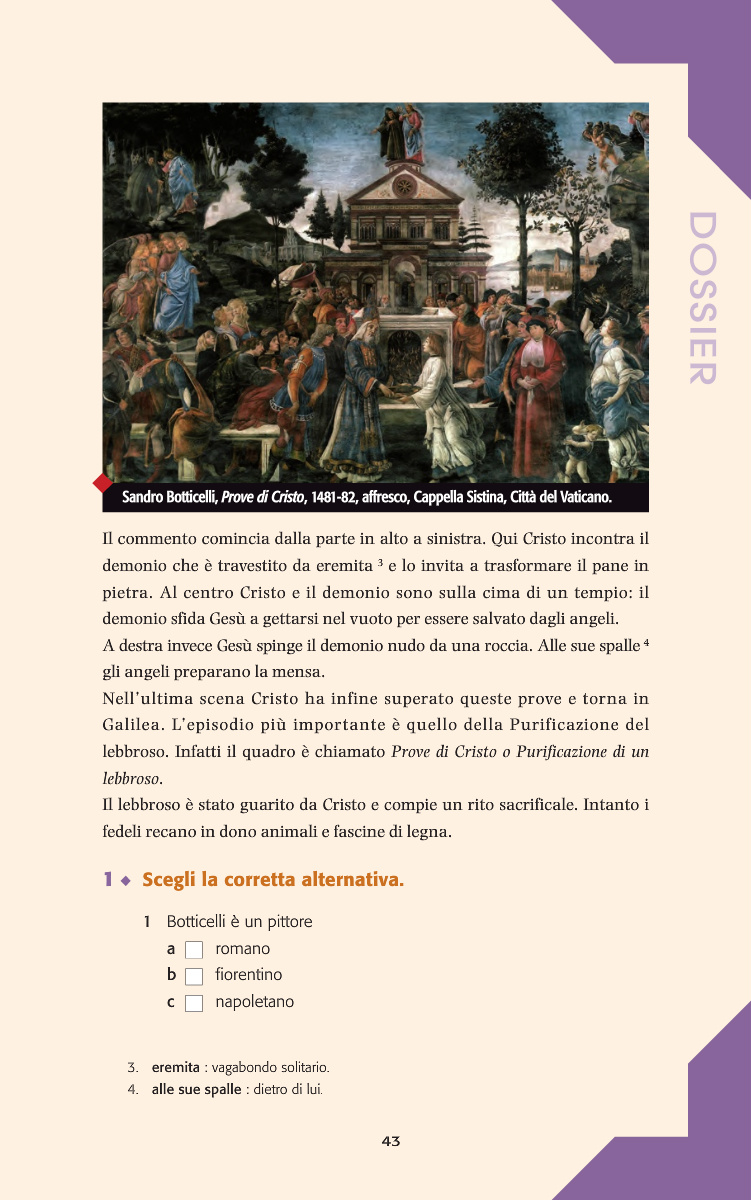 DOSSIER
Sandro Botticelli, Prove di Cristo, 1481-82, affresco, Cappella Sistina, Città del Vaticano.
Il commento comincia dalla parte in alto a sinistra. Qui Cristo incontra il
demonio che è travestito da eremita ³ e lo invita a trasformare il pane in
pietra. Al centro Cristo e il demonio sono sulla cima di un tempio: il
demonio sfida Gesù a gettarsi nel vuoto per essere salvato dagli angeli.
A destra invece Gesù spinge il demonio nudo da una roccia. Alle sue spalle ⁴
gli angeli preparano la mensa.
Nell'ultima scena Cristo ha infine superato queste prove e torna in
Galilea. L'episodio più importante è quello della Purificazione del
lebbroso. Infatti il quadro è chiamato Prove di Cristo o Purificazione di un
lebbroso.
Il lebbroso è stato guarito da Cristo e compie un rito sacrificale. Intanto i
fedeli recano in dono animali e fascine di legna.
1 ◆ Scegli la corretta alternativa.
1 Botticelli è un pittore
a romano
b fiorentino
c napoletano
3. eremita : vagabondo solitario.
4. alle sue spalle : dietro di lui.
43